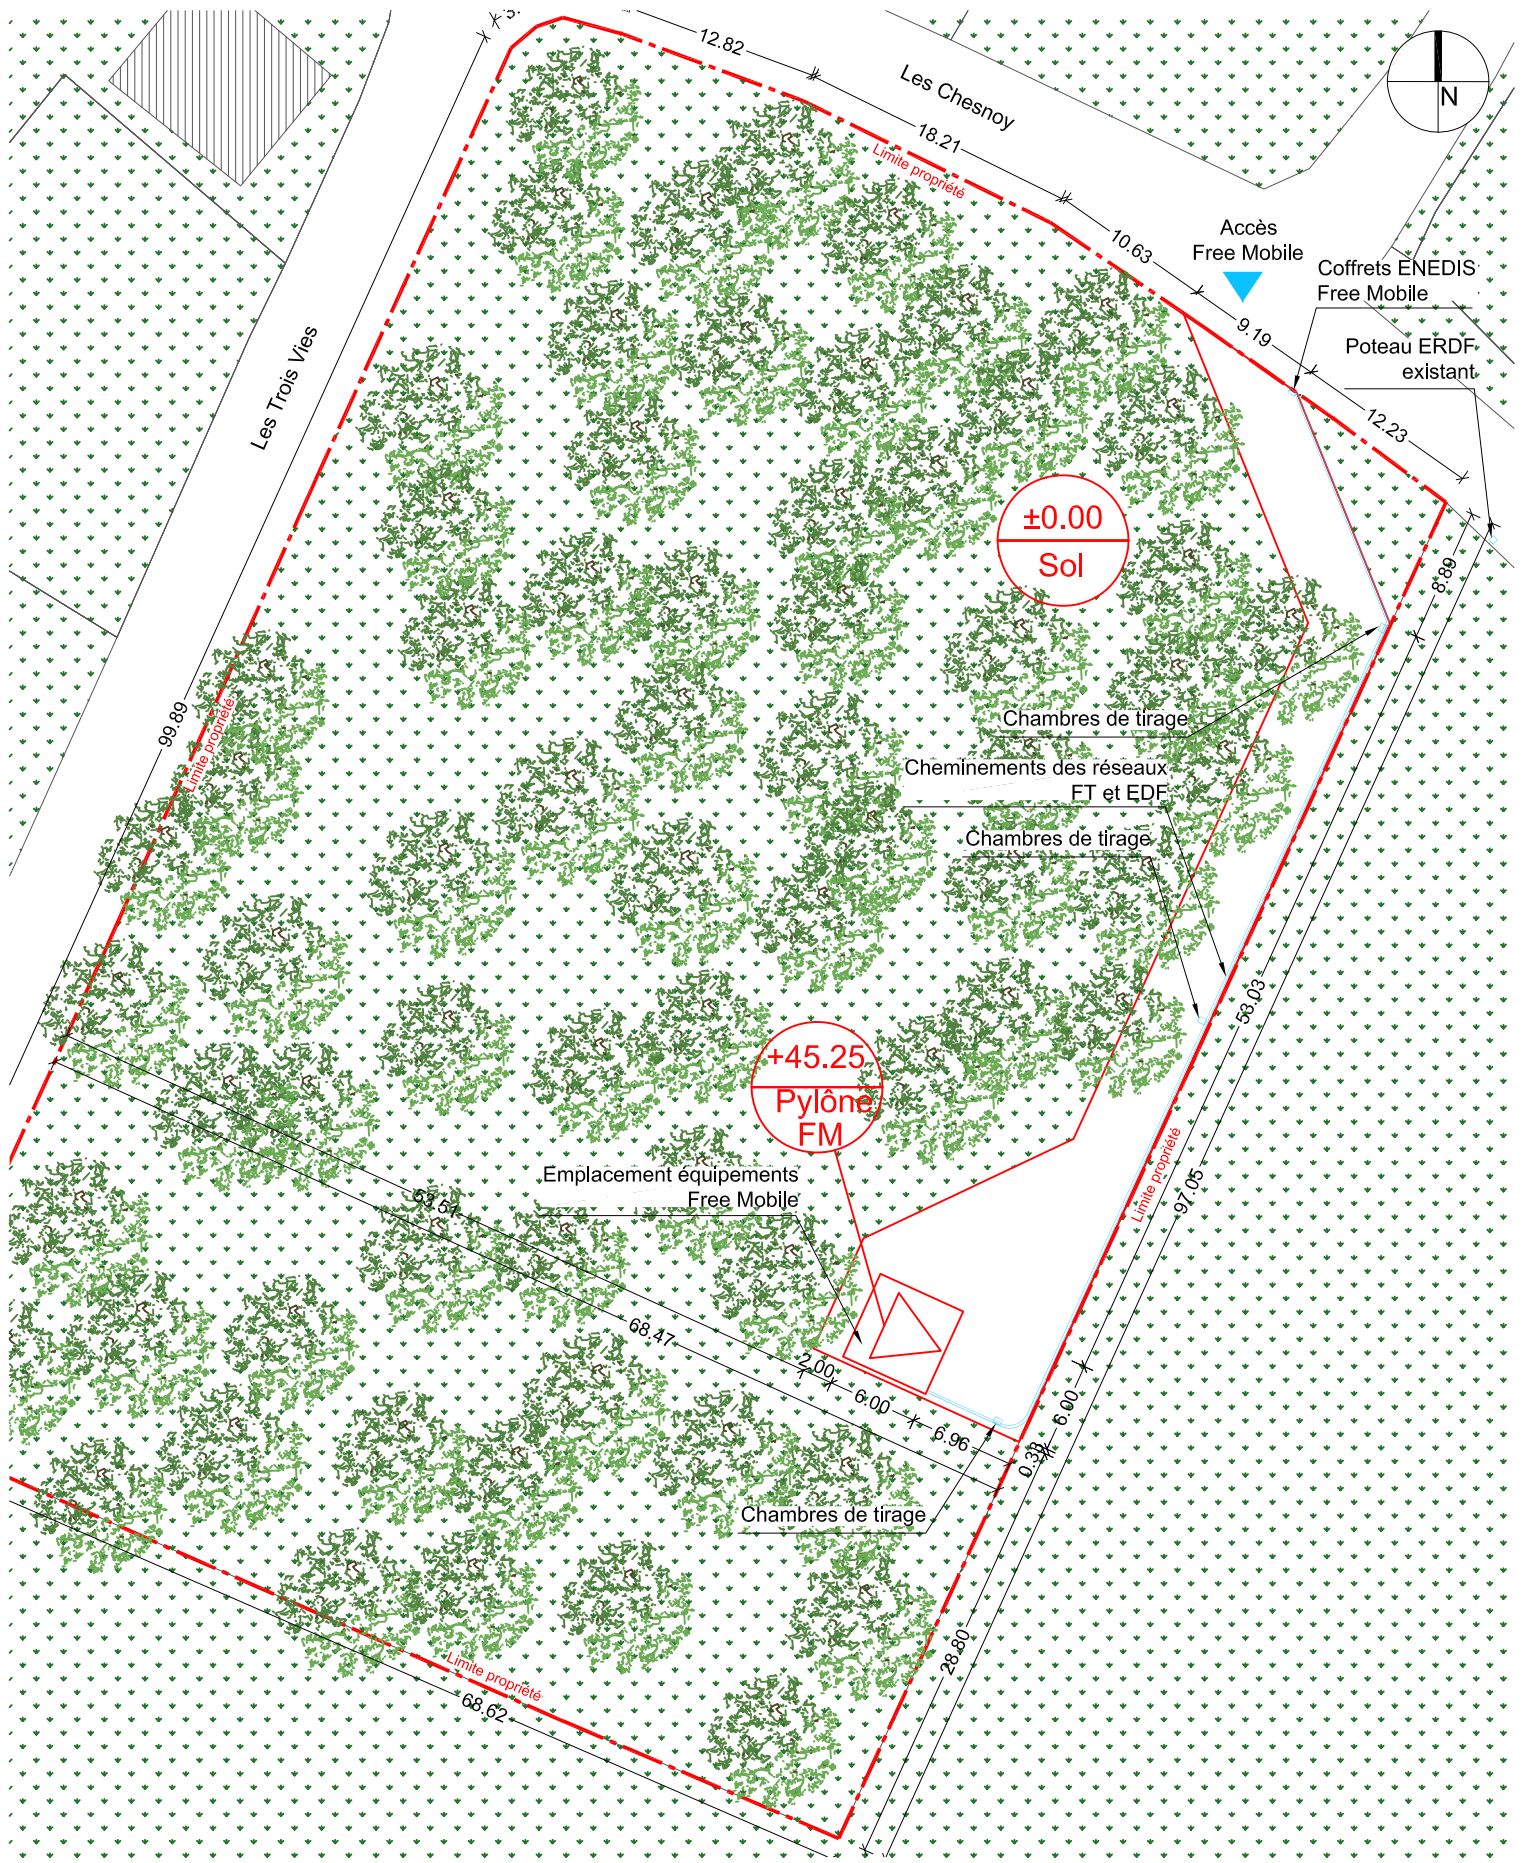 12.82
Les Chesnoy
N
18.21
Limite propriété
10.63
Accès
Free Mobile
Coffrets ENEDIS
Free Mobile
9.19
Poteau ERDF
existant
Les Trois Vies
12.23
±0.00
Sol
8.89
99.89
Limite propriété
Chambres de tirage
Cheminements des réseaux
FT et EDF
Chambres de tirage
53.03
+45.25
Pylône
FM
Limite propriété
97.05
Emplacement équipements
Free Mobile
53.51
68.47
2.00
6.00
6.96
6.00
0.33
Chambres de tirage
28.80
Limite propriété
68.62